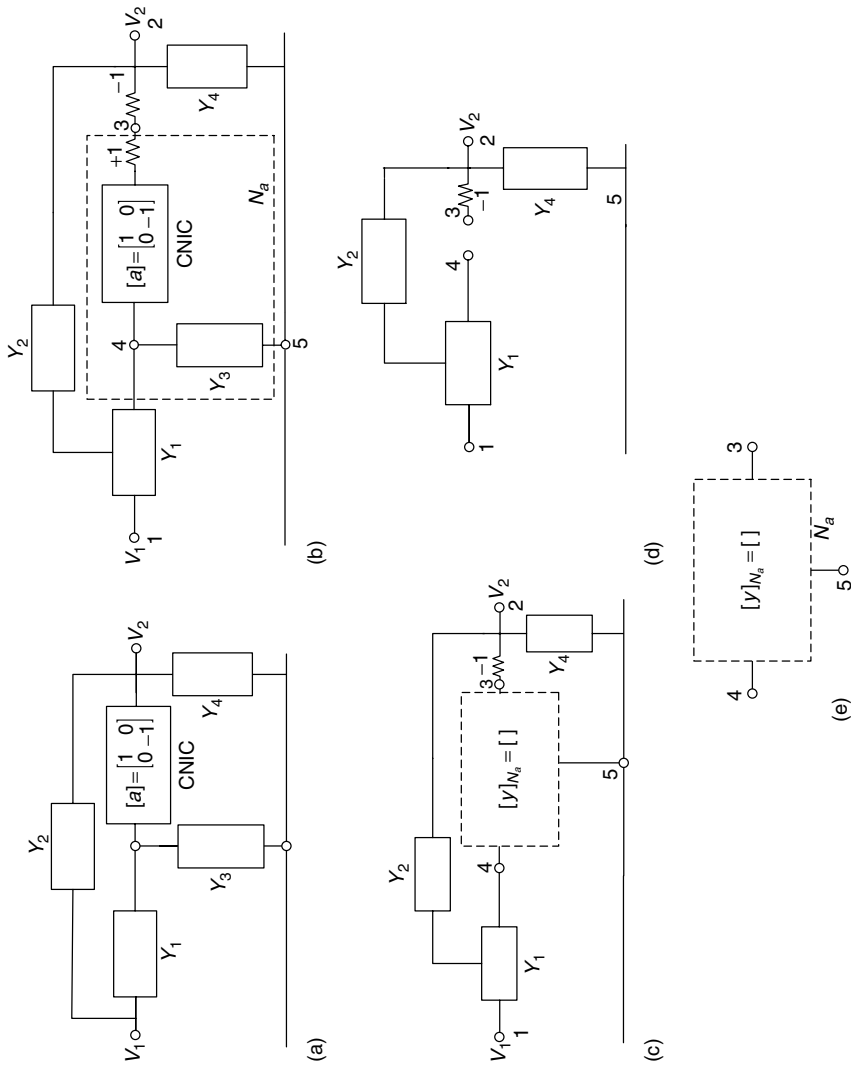 Y2
V1
Y1
[a] = [1 0
0 −1]
CNIC
V2
Y3
Y4
(a)
Y2
V1
1
Y1
4
[a] = [1 0
0 −1]
CNIC
+1
3
−1
V2
2
Y3
Na
Y4
5
(b)
Y2
V1
1
Y1
4
[y]Na = [ ]
3
−1
V2
2
Y4
5
(c)
Y2
1
Y1
4
3
−1
V2
2
Y4
5
(d)
4
[y]Na = [ ]
3
Na
5
(e)